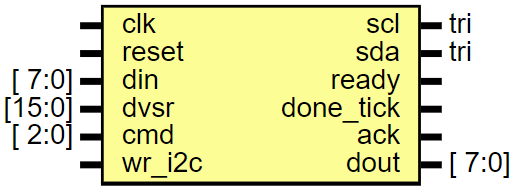 clk scl tri
reset sda tri
[ 7:0] din ready
[15:0] dvsr done_tick
[ 2:0] cmd ack
wr_i2c dout [ 7:0]